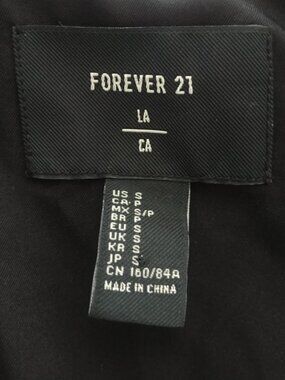 FOREVER 21
LA
CA
US S
CA P
MX S/P
BR P
EU S
UK S
KR S
JP S
CN 160/84A
MADE IN CHINA